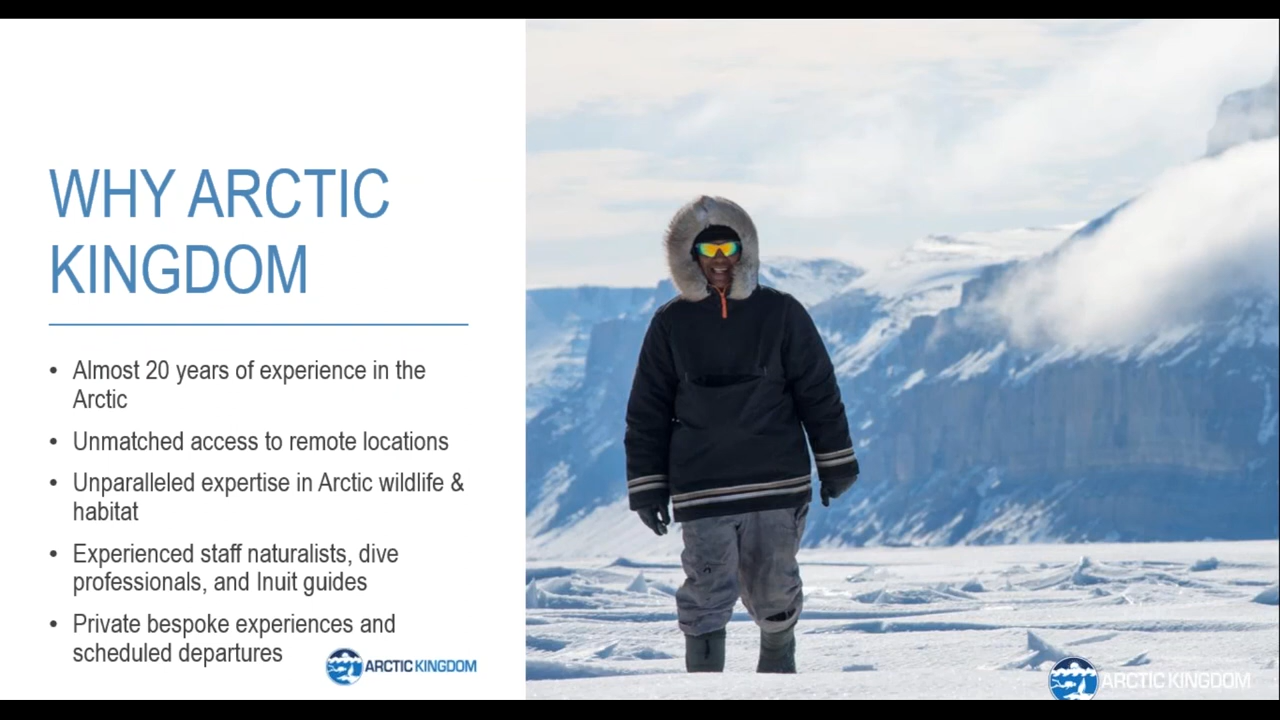 WHY ARCTIC
KINGDOM
• Almost 20 years of experience in the
Arctic
• Unmatched access to remote locations
• Unparalleled expertise in Arctic wildlife &
habitat
• Experienced staff naturalists, dive
professionals, and Inuit guides
• Private bespoke experiences and
scheduled departures
ARCTIC KINGDOM
ARCTIC KINGDOM